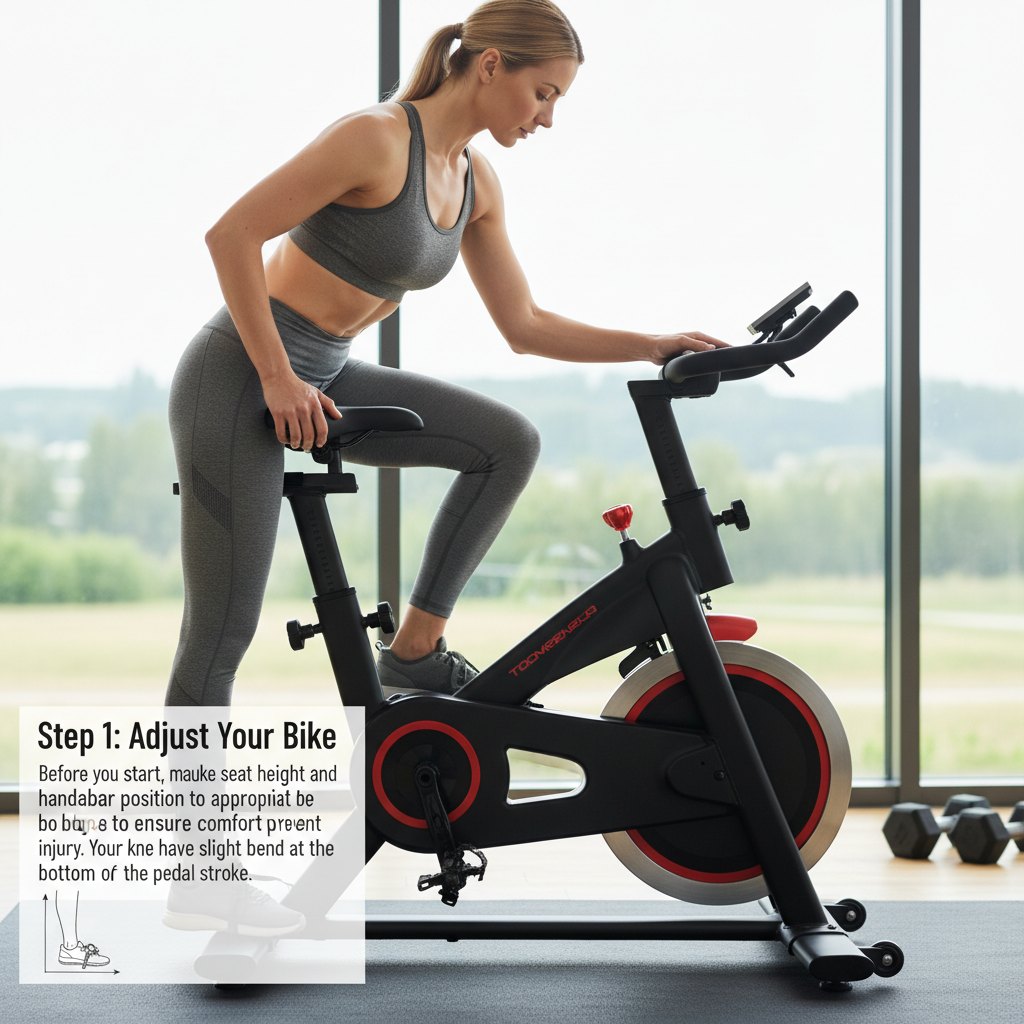 Step 1: Adjust Your Bike
Before you start, mauke seat height and
handabar position to appropriat be
bo to ensure comfort prevent
injury. Your kne have slight bend at the
bottom of the pedal stroke.